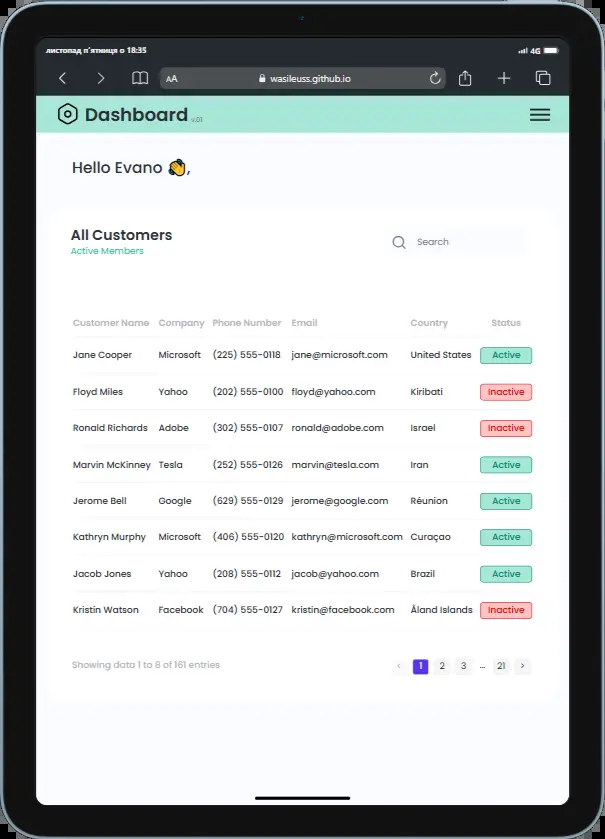 листопад п'ятниця о 18:35 4G
AA wasileuss.github.io
Dashboard v.01
Hello Evano 👋,
All Customers
Active Members
Search
Customer Name Company Phone Number Email Country Status
Jane Cooper Microsoft (225) 555-0118 jane@microsoft.com United States Active
Floyd Miles Yahoo (202) 555-0100 floyd@yahoo.com Kiribati Inactive
Ronald Richards Adobe (302) 555-0107 ronald@adobe.com Israel Inactive
Marvin McKinney Tesla (252) 555-0126 marvin@tesla.com Iran Active
Jerome Bell Google (629) 555-0129 jerome@google.com Réunion Active
Kathryn Murphy Microsoft (406) 555-0120 kathryn@microsoft.com Curaçao Active
Jacob Jones Yahoo (208) 555-0112 jacob@yahoo.com Brazil Active
Kristin Watson Facebook (704) 555-0127 kristin@facebook.com Åland Islands Inactive
Showing data 1 to 8 of 161 entries < 1 2 3 ... 21 >